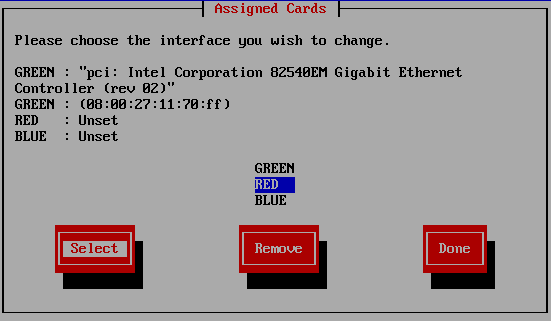 Assigned Cards
Please choose the interface you wish to change.
GREEN : "pci: Intel Corporation 82540EM Gigabit Ethernet
Controller (rev 02)"
GREEN : (08:00:27:11:70:ff)
RED   : Unset
BLUE  : Unset
GREEN
RED
BLUE
Select Remove Done